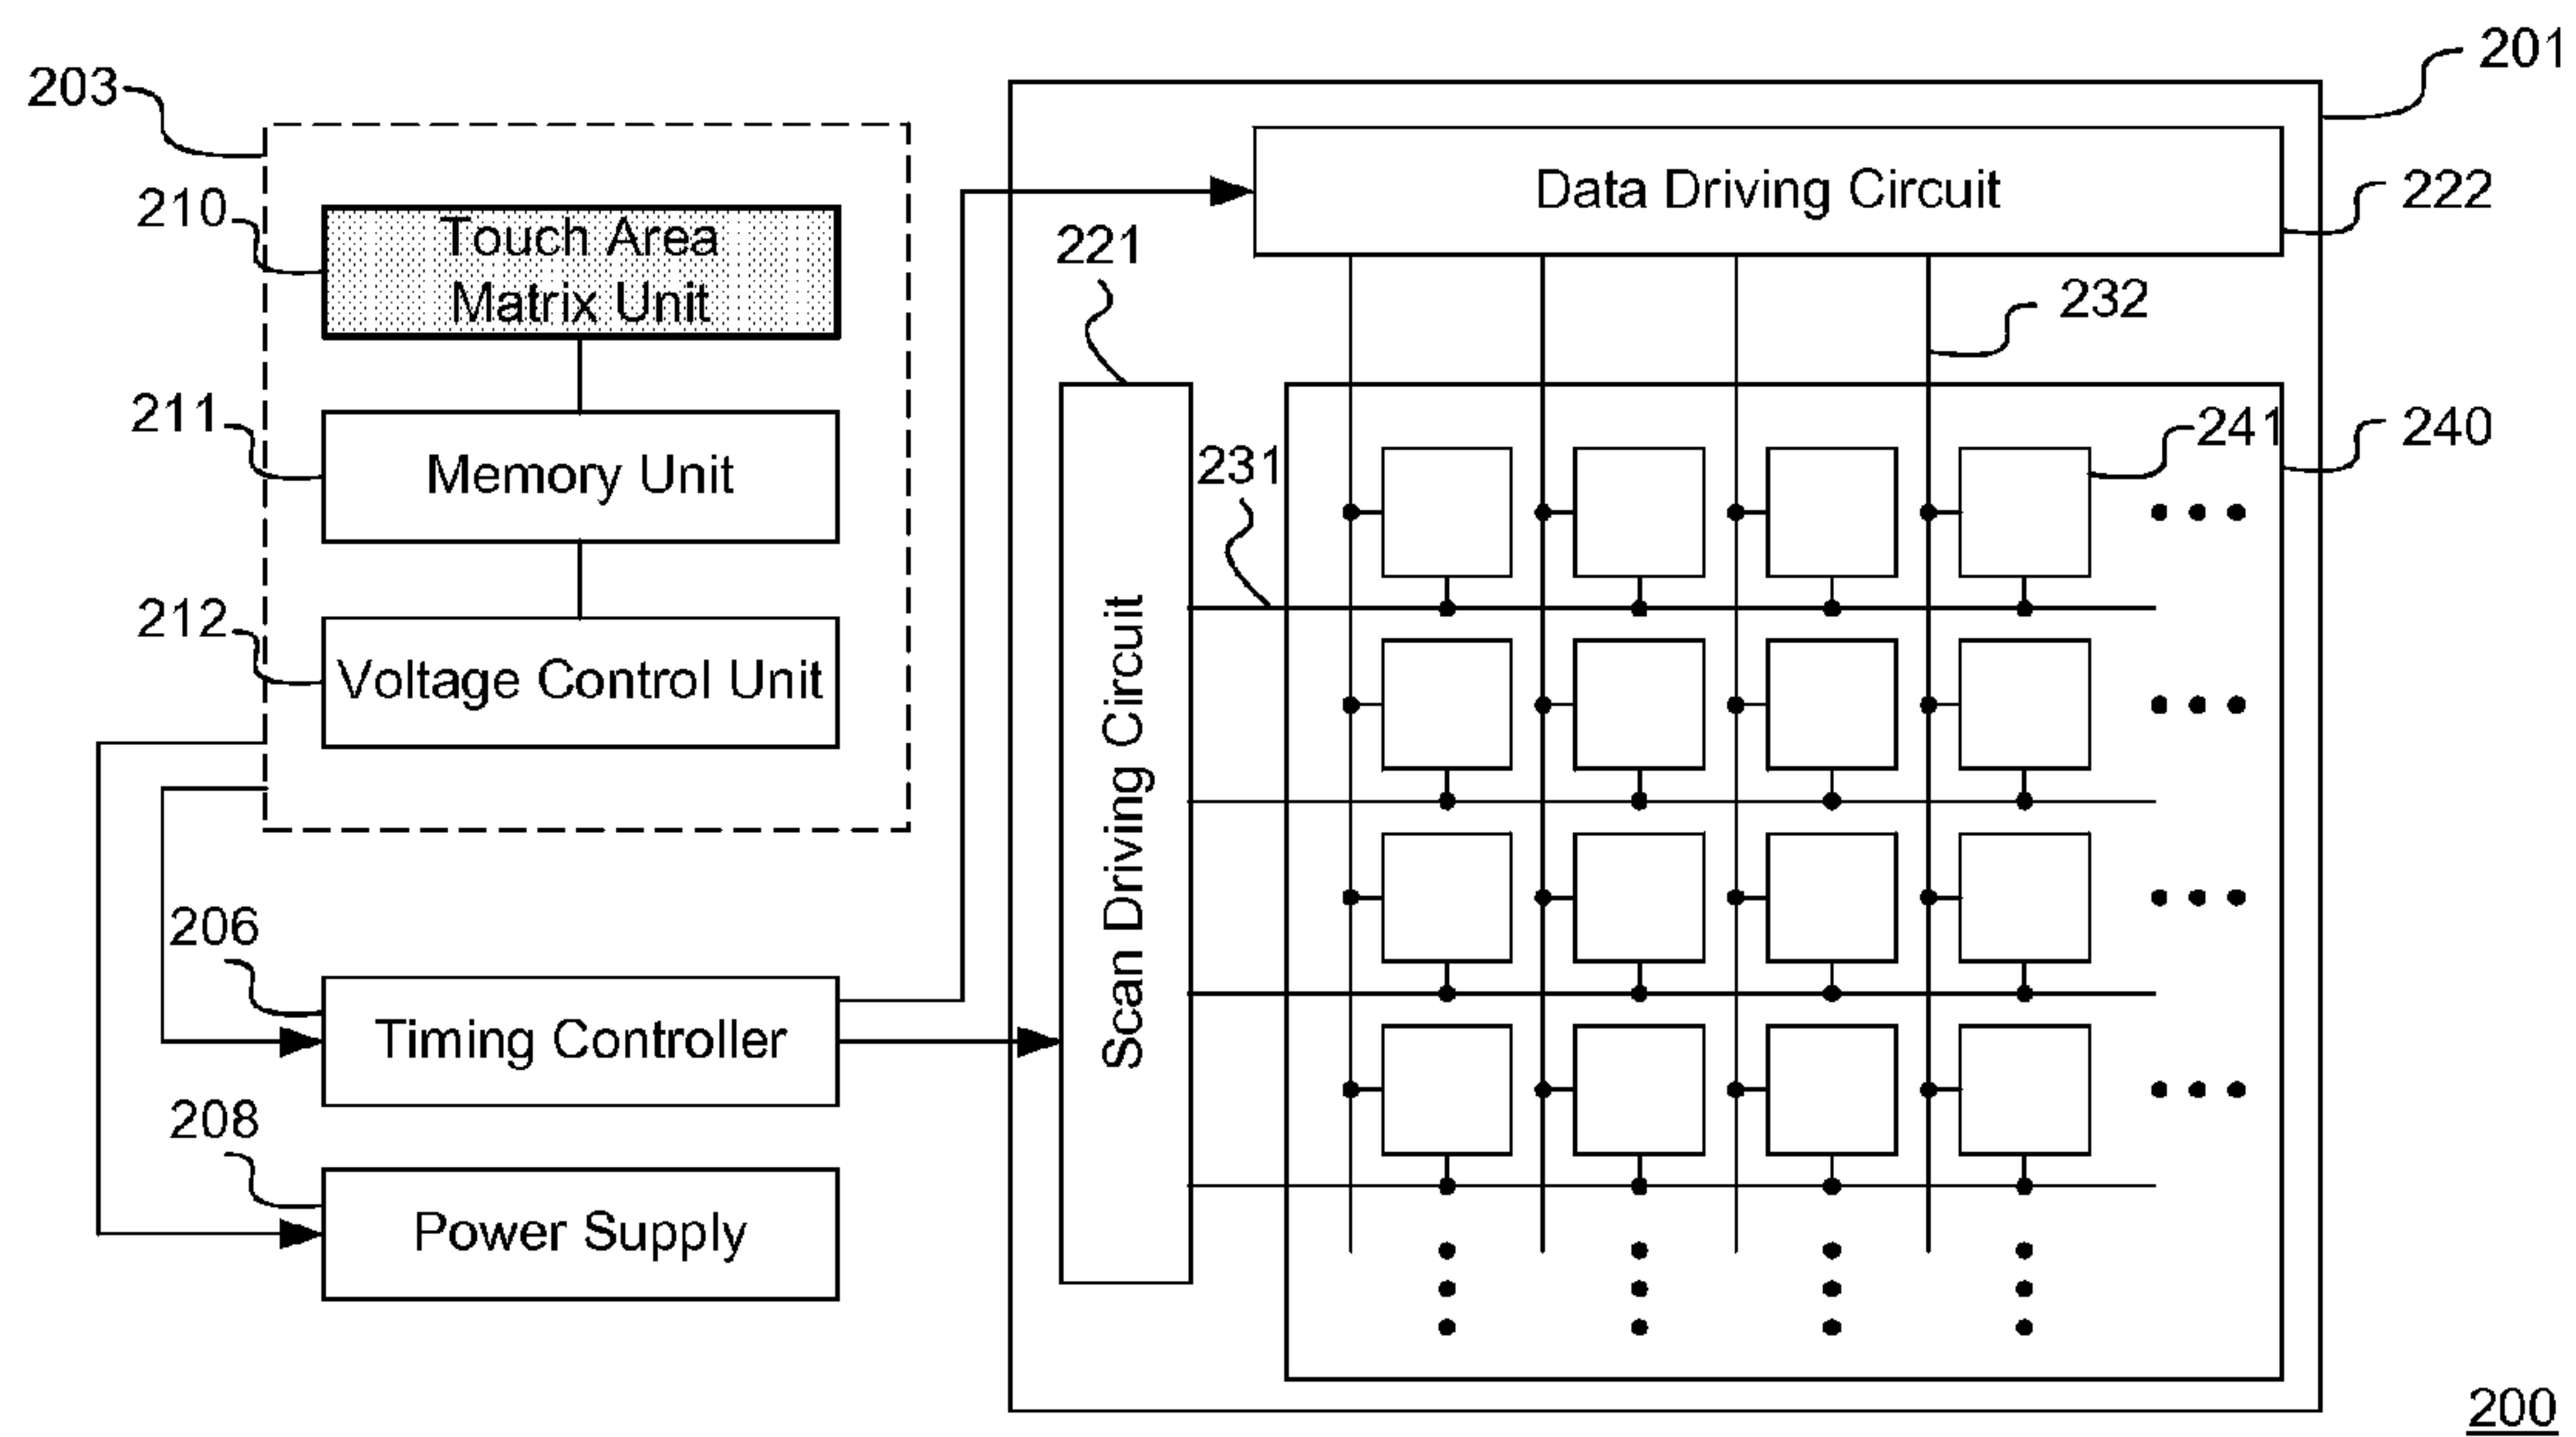 201
203
210
Touch Area
Matrix Unit
Data Driving Circuit
222
221
232
211
Memory Unit
241
240
231
212
Voltage Control Unit
Scan Driving Circuit
206
Timing Controller
208
Power Supply
200